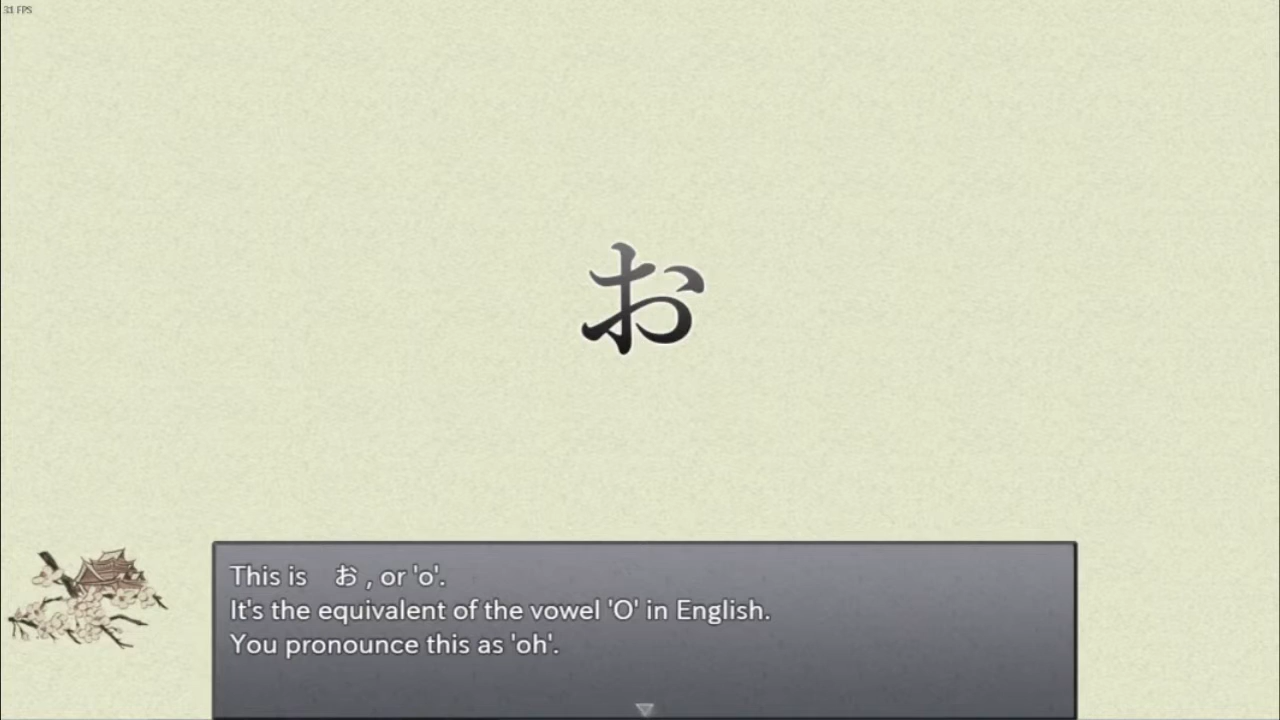 31 FPS
お
This is　お , or 'o'.
It's the equivalent of the vowel 'O' in English.
You pronounce this as 'oh'.